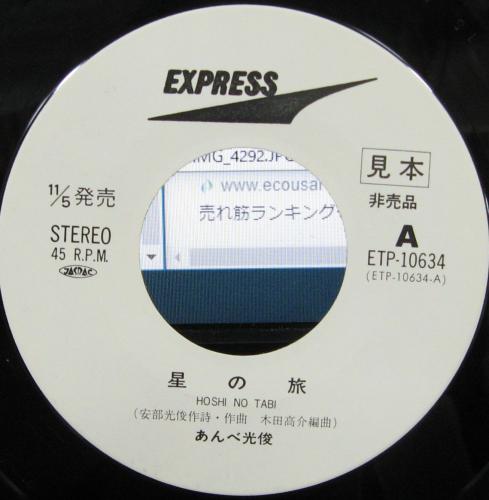 EXPRESS
IMG_4292.JPG
www.ecousar
売れ筋ランキング
見本
非売品
11/5発売
STEREO
45 R.P.M.
JASRAC
A
ETP-10634
(ETP-10634-A)
星の旅
HOSHI NO TABI
(安部光俊作詩・作曲 木田高介編曲)
あんべ光俊